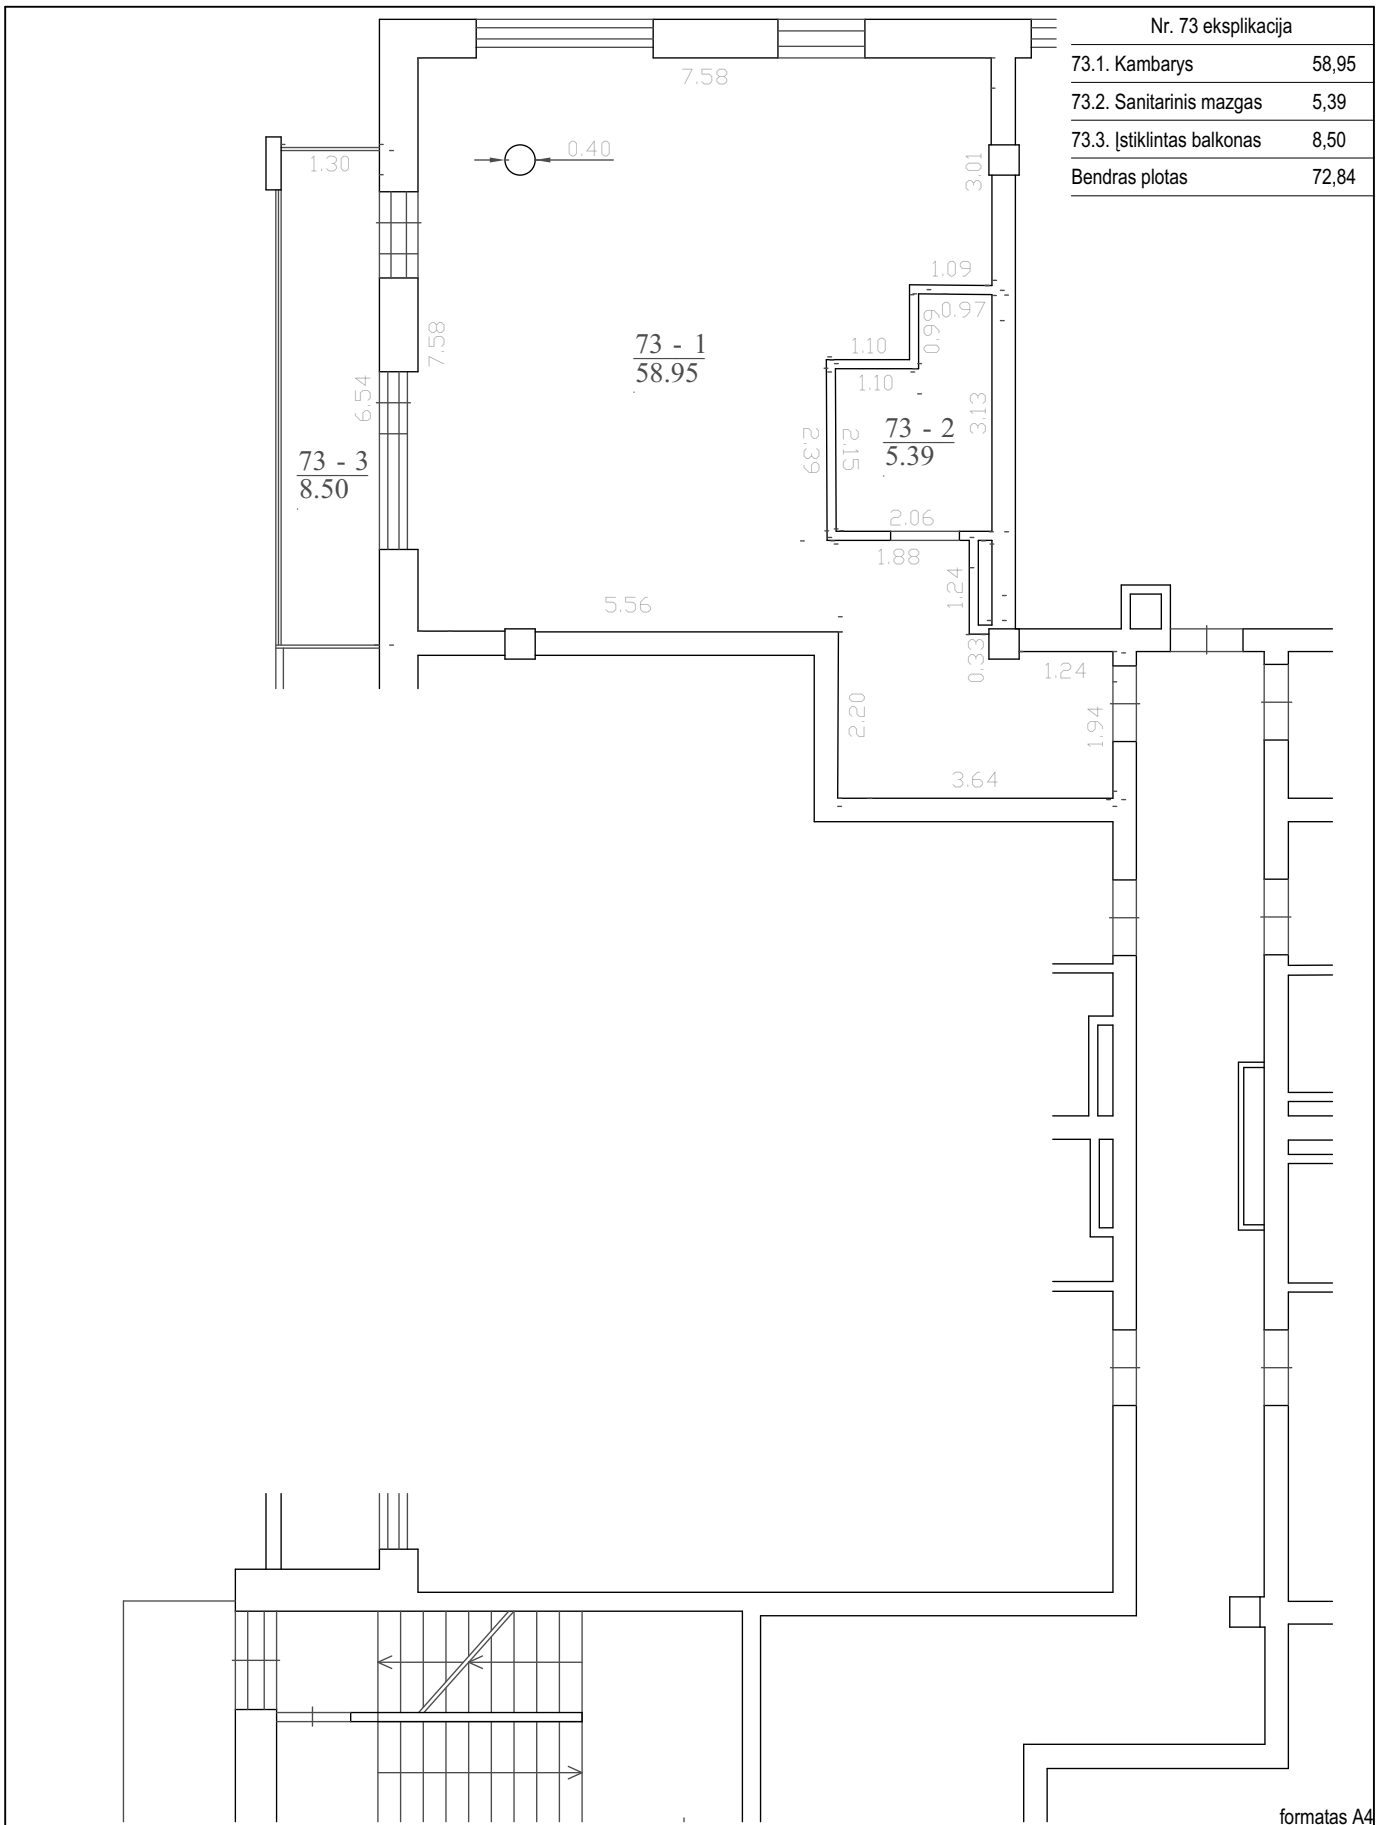 Nr. 73 eksplikacija
73.1. Kambarys 58,95
73.2. Sanitarinis mazgas 5,39
73.3. Įstiklintas balkonas 8,50
Bendras plotas 72,84
7.58
0.40
1.30
3.01
1.09
0.97
0.99
7.58
73 - 1
58.95
1.10
1.10
6.54
3.13
73 - 2
5.39
2.39
2.15
73 - 3
8.50
2.06
1.88
1.24
5.56
0.33
1.24
2.20
1.94
3.64
formatas A4